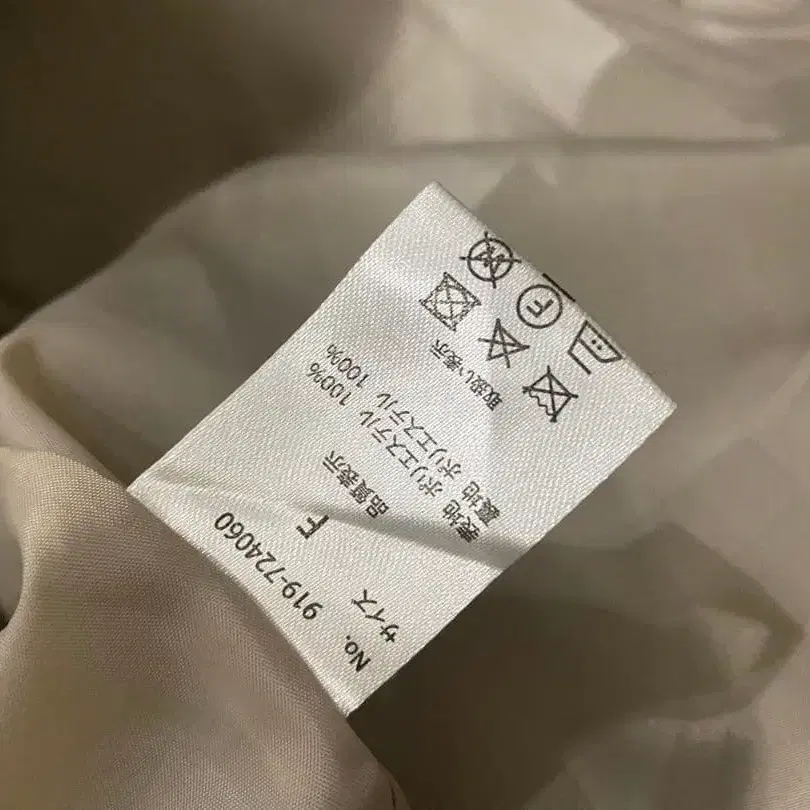 No. 919-724060
サイズ F
品質表示
表地 ポリエステル 100%
裏地 ポリエステル 100%
取扱い表示
F
W